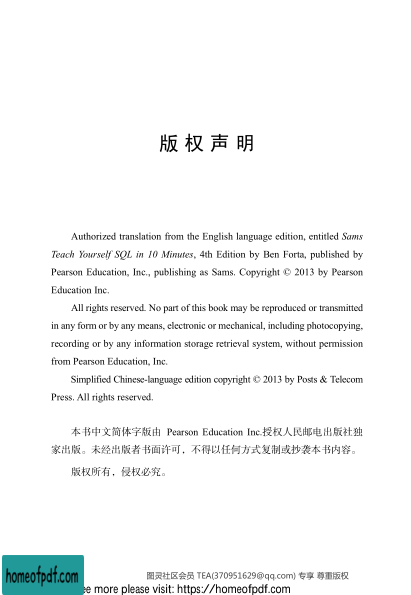 版权声明
Authorized translation from the English language edition, entitled Sams
Teach Yourself SQL in 10 Minutes, 4th Edition by Ben Forta, published by
Pearson Education, Inc., publishing as Sams. Copyright © 2013 by Pearson
Education Inc.
All rights reserved. No part of this book may be reproduced or transmitted
in any form or by any means, electronic or mechanical, including photocopying,
recording or by any information storage retrieval system, without permission
from Pearson Education, Inc.
Simplified Chinese-language edition copyright © 2013 by Posts & Telecom
Press. All rights reserved.
本书中文简体字版由 Pearson Education Inc.授权人民邮电出版社独
家出版。未经出版者书面许可，不得以任何方式复制或抄袭本书内容。
版权所有，侵权必究。
图灵社区会员 TEA(370951629@qq.com) 专享 尊重版权
homeofpdf.com
ee more please visit: https://homeofpdf.com